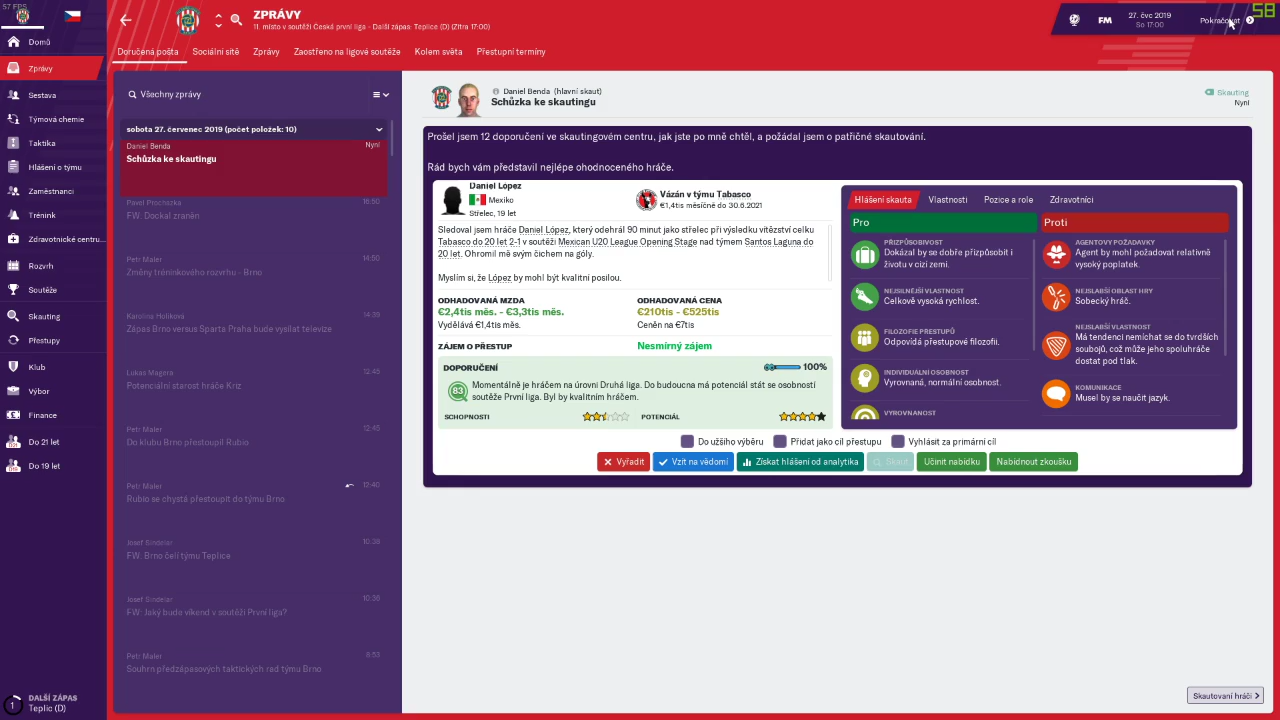 57 FPS
ZPRÁVY
11. místo v soutěži Česká první liga - Další zápas: Teplice (D) (Zítra 17:00)
FM
27. čvc 2019
So 17:00
Pokračovat
58
Domů
Zprávy
Sestava
Týmová chemie
Taktika
Hlášení o týmu
Zaměstnanci
Trénink
Zdravotnické centru...
Rozvrh
Soutěže
Skauting
Přestupy
Klub
Výbor
Finance
Do 21 let
Do 19 let
1
DALŠÍ ZÁPAS
Teplic (D)
Doručená pošta
Sociální sítě
Zprávy
Zaostřeno na ligové soutěže
Kolem světa
Přestupní termíny
Všechny zprávy
sobota 27. červenec 2019 (počet položek: 10)
Daniel Benda
Nyní
Schůzka ke skautingu
Pavel Procházka
16:50
FW: Dockal zraněn
Petr Maler
14:50
Změny tréninkového rozvrhu - Brno
Karolína Holíková
14:39
Zápas Brno versus Sparta Praha bude vysílat televize
Lukas Magera
12:45
Potenciální starost hráče Kriz
Petr Maler
12:45
Do klubu Brno přestoupil Rubio
Petr Maler
12:40
Rubio se chystá přestoupit do týmu Brno
Josef Šindelář
10:38
FW: Brno čelí týmu Teplice
Josef Šindelář
10:36
FW: Jaký bude víkend v soutěži První liga?
Petr Maler
8:53
Souhrn předzápasových taktických rad týmu Brno
Daniel Benda (hlavní skaut)
Schůzka ke skautingu
Skauting
Nyní
Prošel jsem 12 doporučení ve skautingovém centru, jak jste po mně chtěl, a požádal jsem o patřičné skautování.
Rád bych vám představil nejlépe ohodnoceného hráče.
Daniel López
Mexiko
Střelec, 19 let
Vázán v týmu Tabasco
€1,4tis měsíčně do 30.6.2021
Sledoval jsem hráče Daniel López, který odehrál 90 minut jako střelec při výsledku vítězství celku
Tabasco do 20 let 2-1 v soutěži Mexican U20 League Opening Stage nad týmem Santos Laguna do
20 let. Ohromil mě svým čichem na góly.
Myslím si, že López by mohl být kvalitní posilou.
ODHADOVANÁ MZDA
€2,4tis měs. - €3,3tis měs.
Vydělává €1,4tis měs.
ODHADOVANÁ CENA
€210tis - €525tis
Ceněn na €7tis
ZÁJEM O PŘESTUP
Nesmírný zájem
DOPORUČENÍ
100%
83
Momentálně je hráčem na úrovni Druhá liga. Do budoucna má potenciál stát se osobností
soutěže První liga. Byl by kvalitním hráčem.
SCHOPNOSTI
POTENCIÁL
Hlášení skauta
Vlastnosti
Pozice a role
Zdravotníci
Pro
PŘIZPŮSOBIVOST
Dokázal by se dobře přizpůsobit i
životu v cizí zemi.
NEJSILNĚJŠÍ VLASTNOST
Celkově vysoká rychlost.
FILOZOFIE PŘESTUPŮ
Odpovídá přestupové filozofii.
INDIVIDUÁLNÍ OSOBNOST
Vyrovnaná, normální osobnost.
VYROVNANOST
Proti
AGENTOVY POŽADAVKY
Agent by mohl požadovat relativně
vysoký poplatek.
NEJSLABŠÍ OBLAST HRY
Sobecký hráč.
NEJSLABŠÍ VLASTNOST
Má tendenci nemíchat se do tvrdších
soubojů, což může jeho spoluhráče
dostat pod tlak.
KOMUNIKACE
Musel by se naučit jazyk.
Do užšího výběru
Přidat jako cíl přestupu
Vyhlásit za primární cíl
Vyřadit
Vzít na vědomí
Získat hlášení od analytika
Skaut
Učinit nabídku
Nabídnout zkoušku
Skautovaní hráči